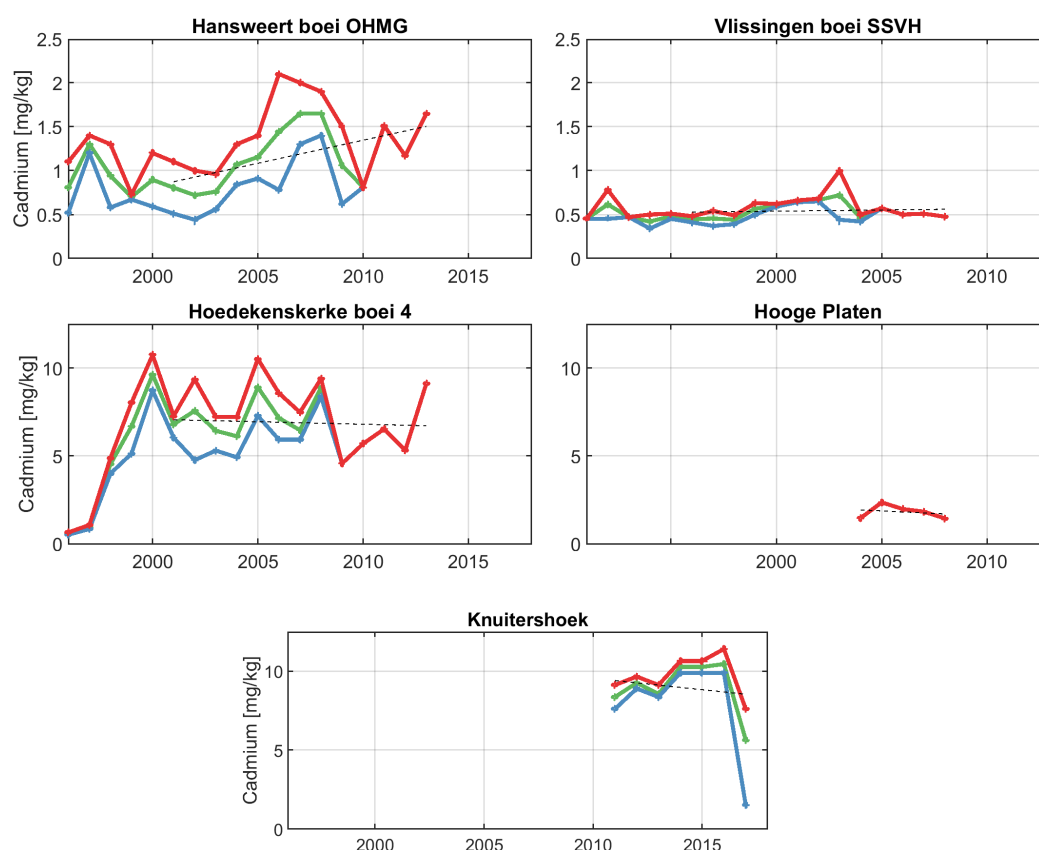 Hansweert boei OHMG
Vlissingen boei SSVH
Cadmium [mg/kg]
2.5
2
1.5
1
0.5
0
2000 2005 2010 2015
2.5
2
1.5
1
0.5
0
2000 2005 2010
Hoedekenskerke boei 4
Hooge Platen
Cadmium [mg/kg]
10
5
0
2000 2005 2010 2015
10
5
0
2000 2005 2010
Knuitershoek
Cadmium [mg/kg]
10
5
0
2000 2005 2010 2015